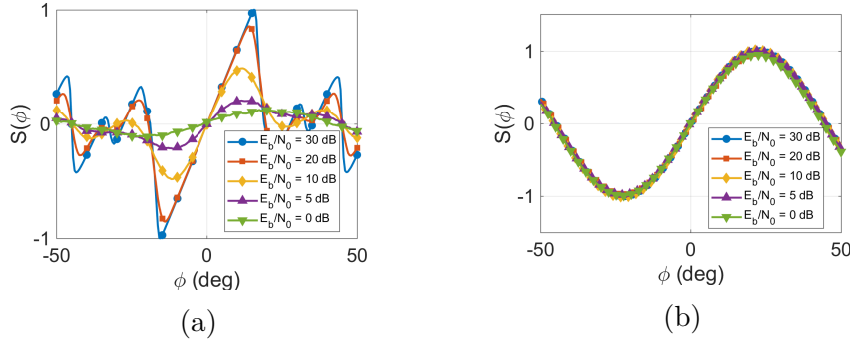 1
0
-1
S(ϕ)
-50
0
50
ϕ (deg)
E_b/N_0 = 30 dB
E_b/N_0 = 20 dB
E_b/N_0 = 10 dB
E_b/N_0 = 5 dB
E_b/N_0 = 0 dB
(a)
1
0
-1
S(ϕ)
-50
0
50
ϕ (deg)
E_b/N_0 = 30 dB
E_b/N_0 = 20 dB
E_b/N_0 = 10 dB
E_b/N_0 = 5 dB
E_b/N_0 = 0 dB
(b)